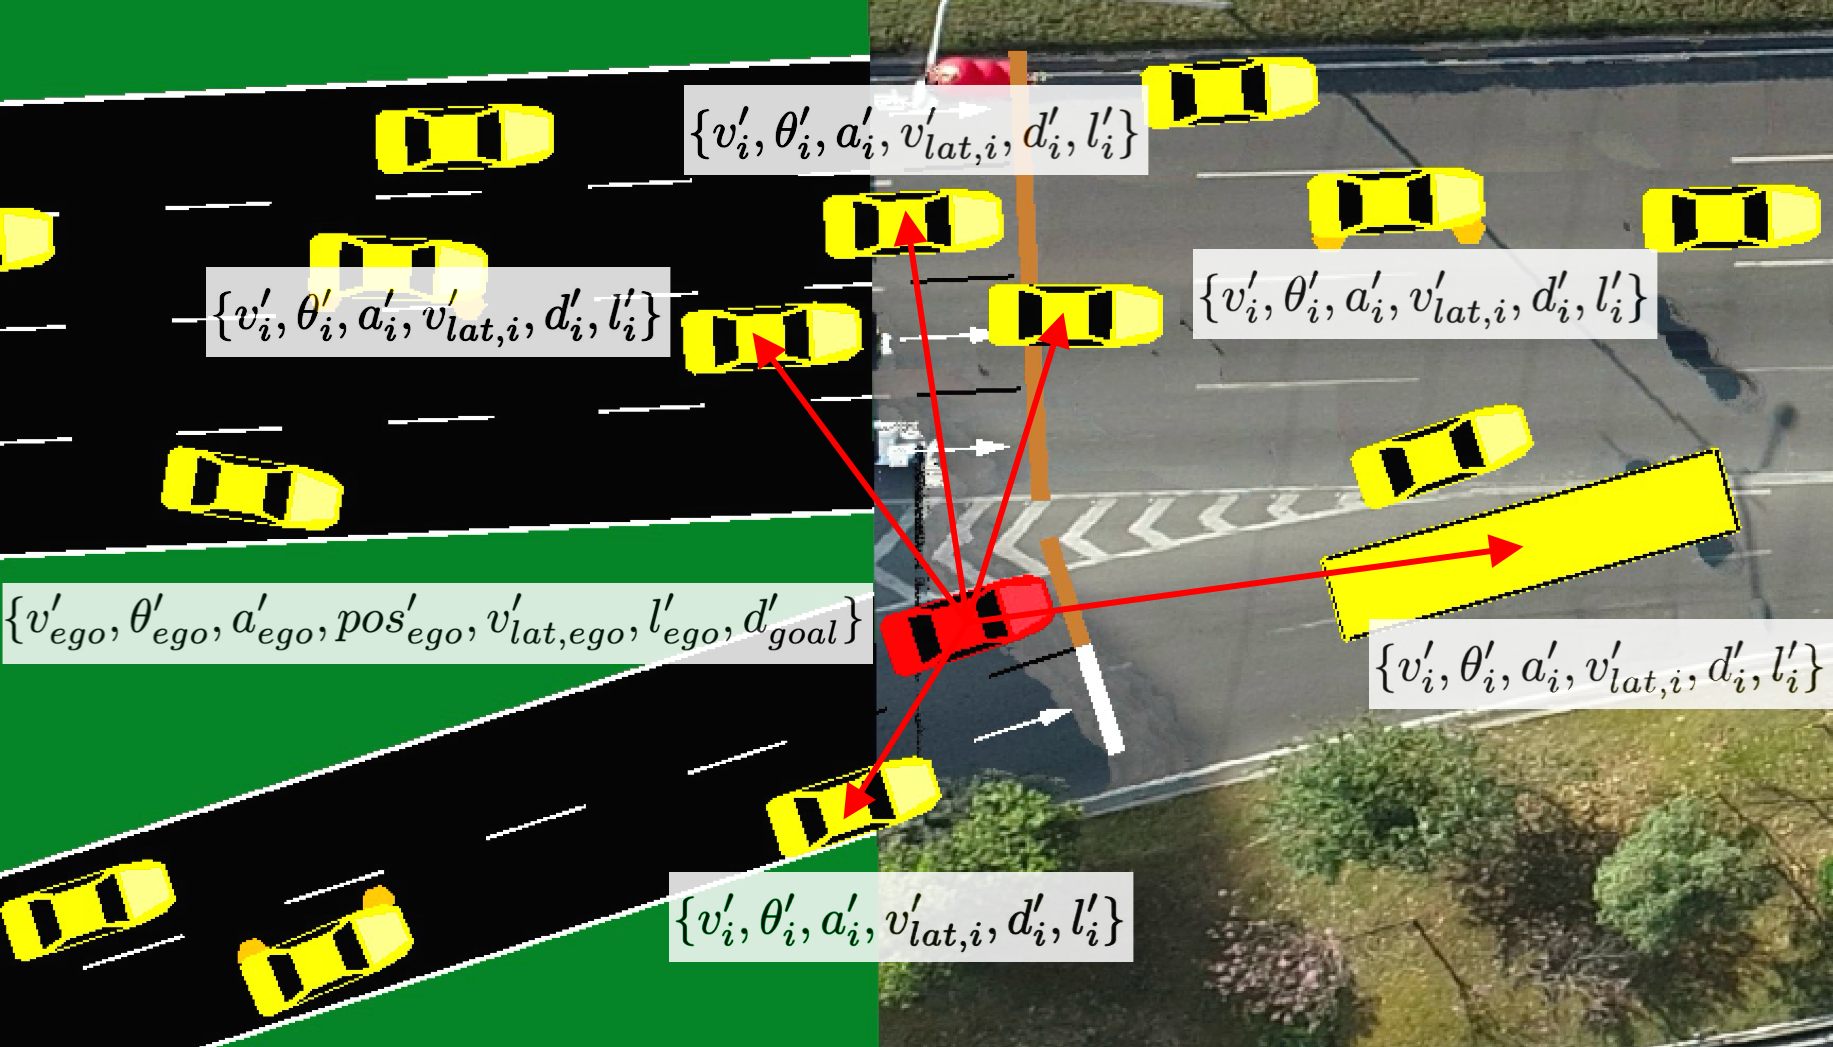 {v′_i, θ′_i, a′_i, v′_{lat,i}, d′_i, l′_i}
{v′_i, θ′_i, a′_i, v′_{lat,i}, d′_i, l′_i}
{v′_i, θ′_i, a′_i, v′_{lat,i}, d′_i, l′_i}
{v′_{ego}, θ′_{ego}, a′_{ego}, pos′_{ego}, v′_{lat,ego}, l′_{ego}, d′_{goal}}
{v′_i, θ′_i, a′_i, v′_{lat,i}, d′_i, l′_i}
{v′_i, θ′_i, a′_i, v′_{lat,i}, d′_i, l′_i}